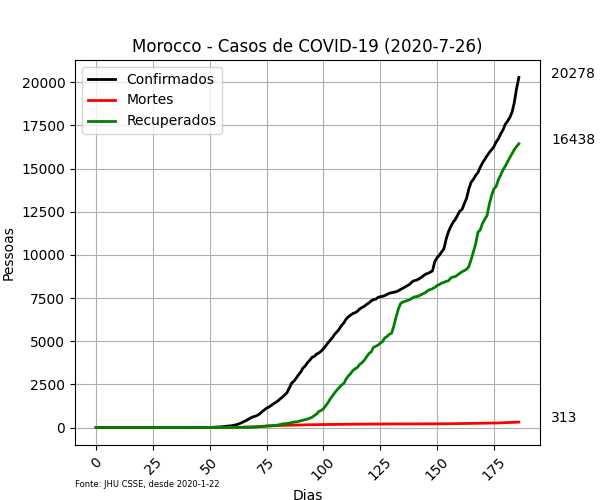 Morocco - Casos de COVID-19 (2020-7-26)
Confirmados
Mortes
Recuperados
20278
16438
313
Pessoas
20000
17500
15000
12500
10000
7500
5000
2500
0
0 25 50 75 100 125 150 175
Dias
Fonte: JHU CSSE, desde 2020-1-22